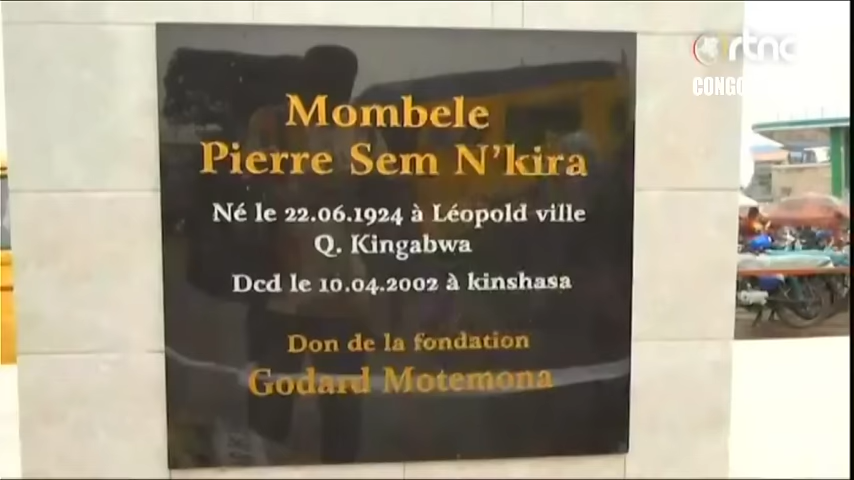 Mombele
Pierre Sem N'kira
Né le 22.06.1924 à Léopold ville
Q. Kingabwa
Dcd le 10.04.2002 à kinshasa
Don de la fondation
Godard Motemona
rtnc
CONGO